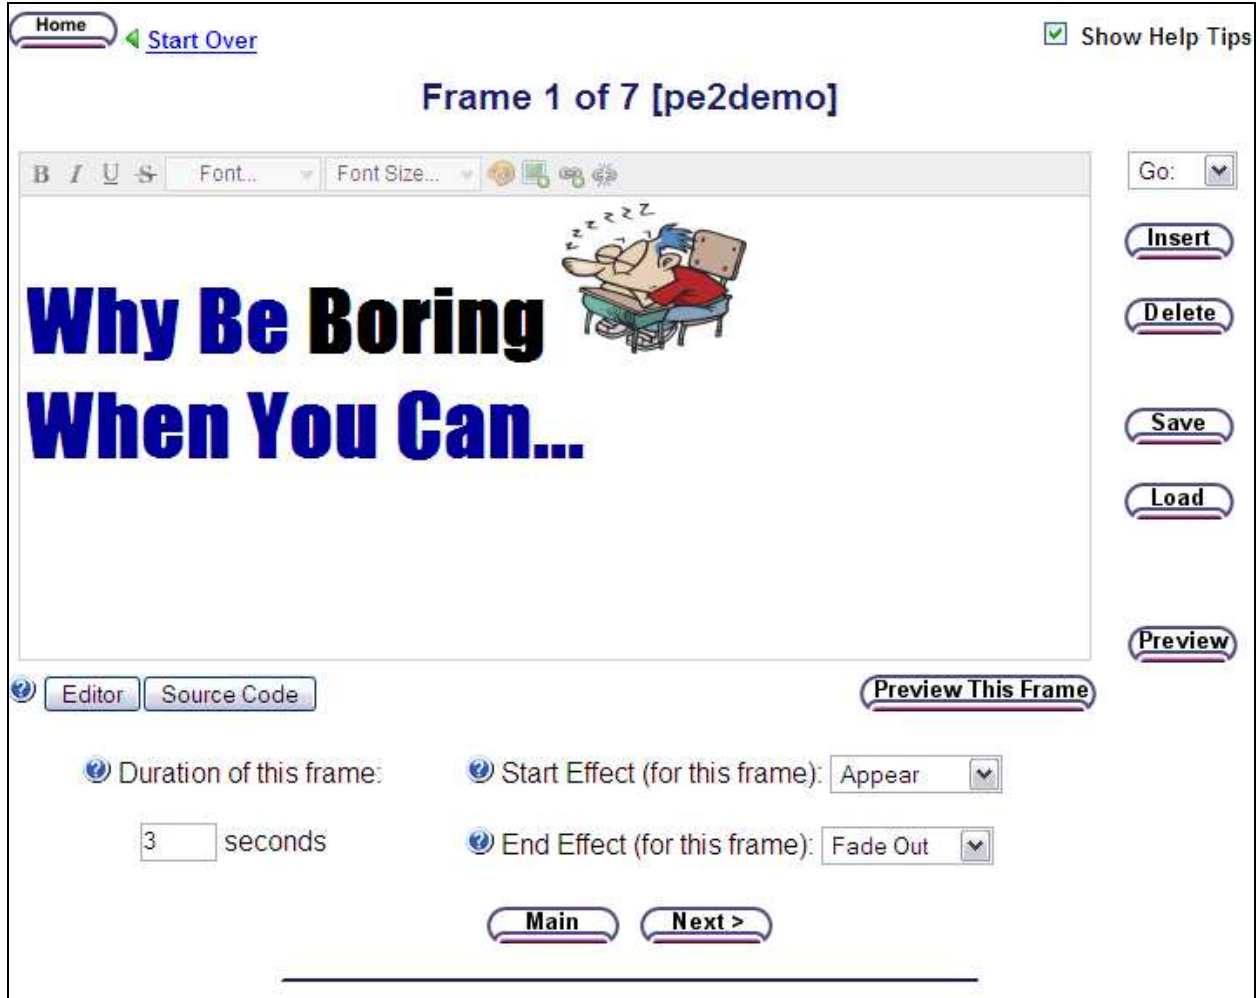 Home
Start Over
Show Help Tips
Frame 1 of 7 [pe2demo]
B I U S Font... Font Size...
Go:
z z z z z z
Why Be Boring
When You Can...
Insert
Delete
Save
Load
Preview
Editor Source Code
Preview This Frame
Duration of this frame:
3 seconds
Start Effect (for this frame): Appear
End Effect (for this frame): Fade Out
Main Next >